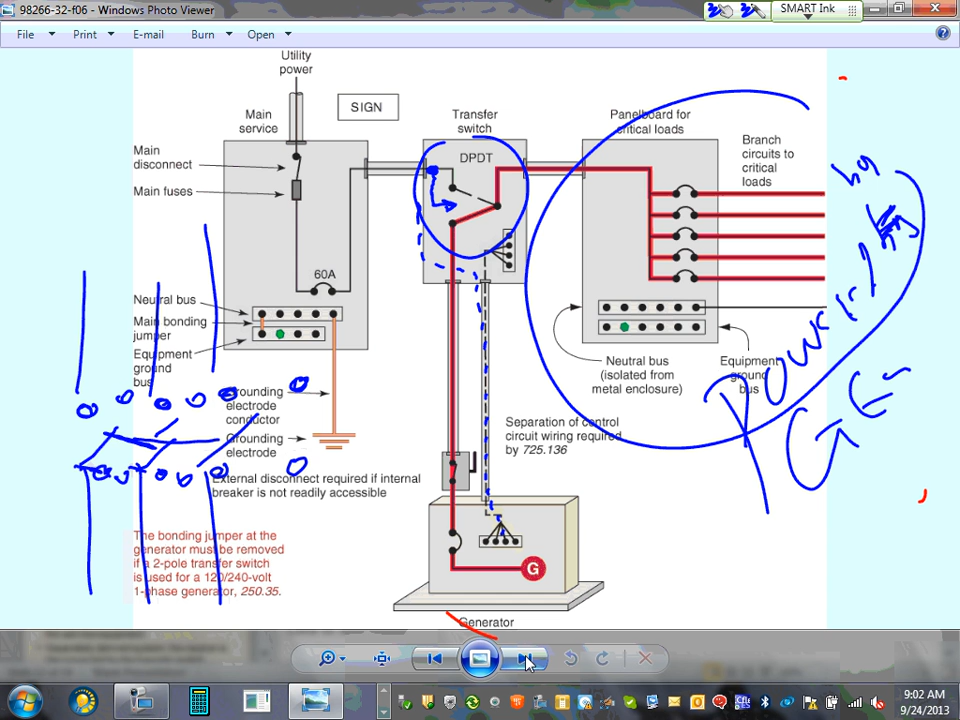 98266-32-f06 - Windows Photo Viewer
SMART Ink
File Print E-mail Burn Open
Utility
power
SIGN
Main
service
Transfer
switch
Panelboard for
critical loads
Main
disconnect
Main fuses
DPDT
Branch
circuits to
critical
loads
60A
Neutral bus
Main bonding
jumper
Equipment
ground
bus
Neutral bus
(isolated from
metal enclosure)
Equipment
ground
bus
Grounding
electrode
conductor
Grounding
electrode
Separation of control
circuit wiring required
by 725.136
External disconnect required if internal
breaker is not readily accessible
The bonding jumper at the
generator must be removed
if a 2-pole transfer switch
is used for a 120/240-volt
1-phase generator, 250.35.
G
Generator
9:02 AM
9/24/2013